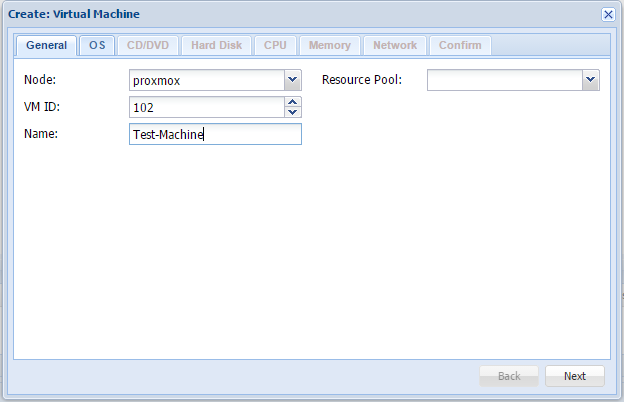 Create: Virtual Machine
General OS CD/DVD Hard Disk CPU Memory Network Confirm
Node: proxmox Resource Pool:
VM ID: 102
Name: Test-Machine
Back Next